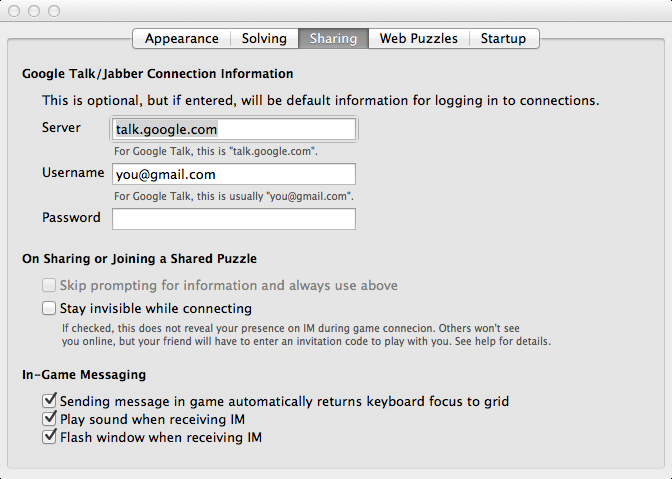 Appearance Solving Sharing Web Puzzles Startup
Google Talk/Jabber Connection Information
This is optional, but if entered, will be default information for logging in to connections.
Server talk.google.com
For Google Talk, this is "talk.google.com".
Username you@gmail.com
For Google Talk, this is usually "you@gmail.com".
Password
On Sharing or Joining a Shared Puzzle
Skip prompting for information and always use above
Stay invisible while connecting
If checked, this does not reveal your presence on IM during game connecion. Others won't see
you online, but your friend will have to enter an invitation code to play with you. See help for details.
In-Game Messaging
Sending message in game automatically returns keyboard focus to grid
Play sound when receiving IM
Flash window when receiving IM